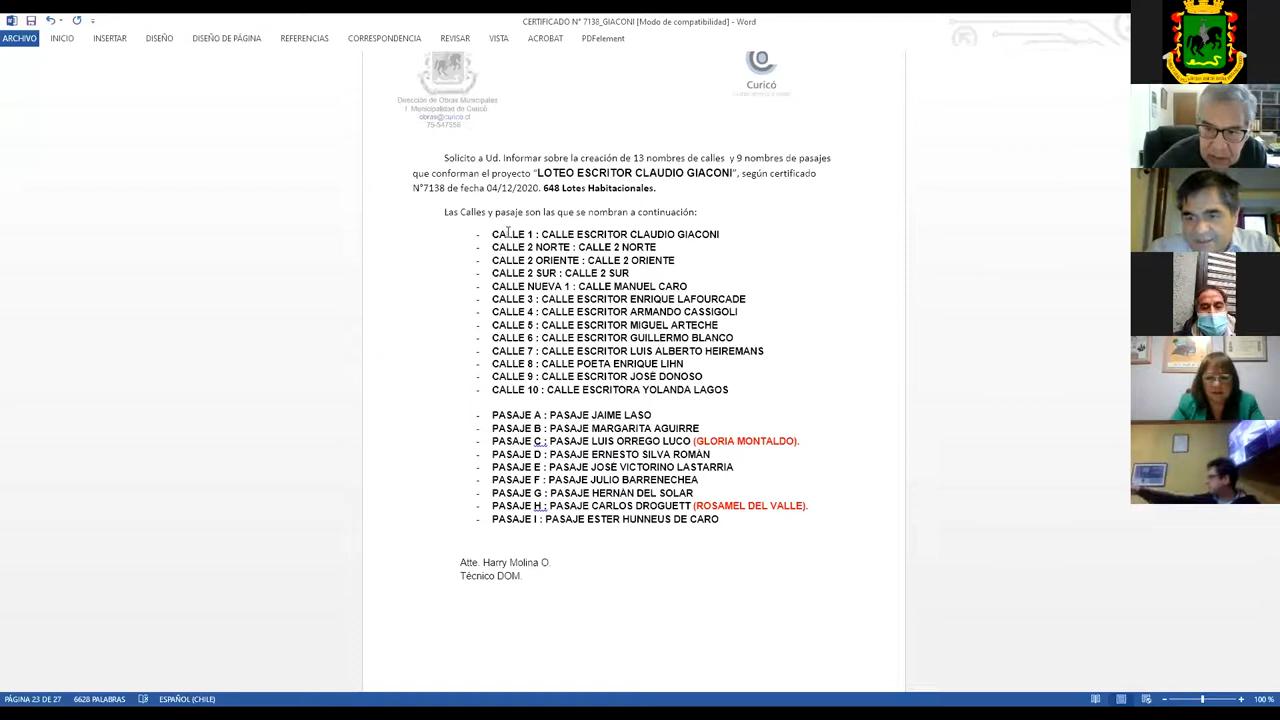 CERTIFICADO N° 7138_GIACONI [Modo de compatibilidad] - Word
ARCHIVO INICIO INSERTAR DISEÑO DISEÑO DE PÁGINA REFERENCIAS CORRESPONDENCIA REVISAR VISTA ACROBAT PDFelement
Dirección de Obras Municipales
I Municipalidad de Curicó
obras@curico.cl
75-547556
Curicó
Solicito a Ud. Informar sobre la creación de 13 nombres de calles y 9 nombres de pasajes
que conforman el proyecto "LOTEO ESCRITOR CLAUDIO GIACONI", según certificado
N°7138 de fecha 04/12/2020. 648 Lotes Habitacionales.
Las Calles y pasaje son las que se nombran a continuación:
- CALLE 1 : CALLE ESCRITOR CLAUDIO GIACONI
- CALLE 2 NORTE : CALLE 2 NORTE
- CALLE 2 ORIENTE : CALLE 2 ORIENTE
- CALLE 2 SUR : CALLE 2 SUR
- CALLE NUEVA 1 : CALLE MANUEL CARO
- CALLE 3 : CALLE ESCRITOR ENRIQUE LAFOURCADE
- CALLE 4 : CALLE ESCRITOR ARMANDO CASSIGOLI
- CALLE 5 : CALLE ESCRITOR MIGUEL ARTECHE
- CALLE 6 : CALLE ESCRITOR GUILLERMO BLANCO
- CALLE 7 : CALLE ESCRITOR LUIS ALBERTO HEIREMANS
- CALLE 8 : CALLE POETA ENRIQUE LIHN
- CALLE 9 : CALLE ESCRITOR JOSÉ DONOSO
- CALLE 10 : CALLE ESCRITORA YOLANDA LAGOS
- PASAJE A : PASAJE JAIME LASO
- PASAJE B : PASAJE MARGARITA AGUIRRE
- PASAJE C : PASAJE LUIS ORREGO LUCO (GLORIA MONTALDO).
- PASAJE D : PASAJE ERNESTO SILVA ROMÁN
- PASAJE E : PASAJE JOSÉ VICTORINO LASTARRIA
- PASAJE F : PASAJE JULIO BARRENECHEA
- PASAJE G : PASAJE HERNÁN DEL SOLAR
- PASAJE H : PASAJE CARLOS DROGUETT (ROSAMEL DEL VALLE).
- PASAJE I : PASAJE ESTER HUNNEUS DE CARO
Atte. Harry Molina O.
Técnico DOM.
PÁGINA 23 DE 27 6628 PALABRAS ESPAÑOL (CHILE) 100 %